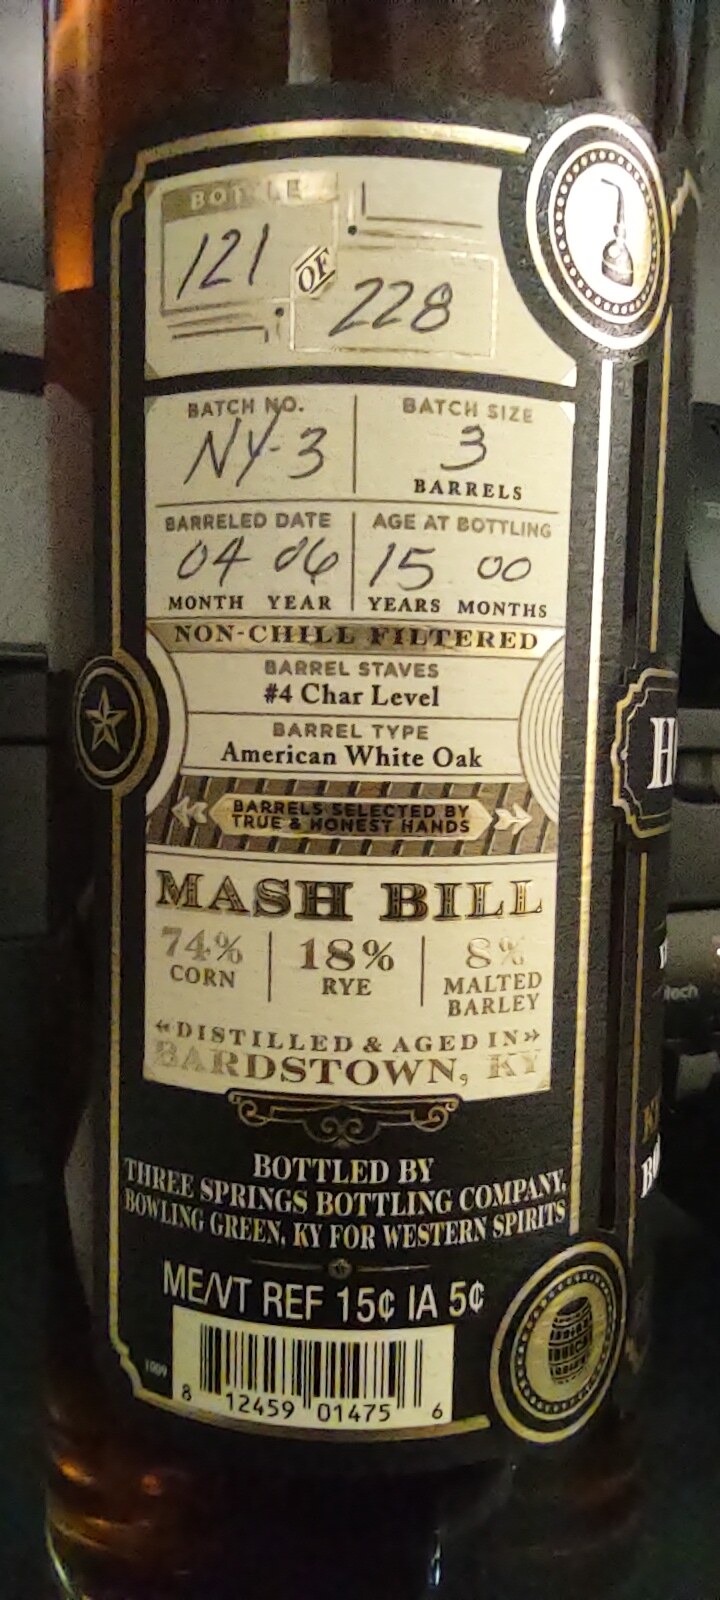 BOTTLE
121 OF 228
BATCH NO. BATCH SIZE
NY-3 3
BARRELS
BARRELED DATE AGE AT BOTTLING
04 06 15 00
MONTH YEAR YEARS MONTHS
NON-CHILL FILTERED
BARREL STAVES
#4 Char Level
BARREL TYPE
American White Oak
BARRELS SELECTED BY
TRUE & HONEST HANDS
MASH BILL
74% 18% 8%
CORN RYE MALTED
BARLEY
«DISTILLED & AGED IN»
BARDSTOWN, KY
BOTTLED BY
THREE SPRINGS BOTTLING COMPANY,
BOWLING GREEN, KY FOR WESTERN SPIRITS
ME/VT REF 15¢ IA 5¢
1009
8 12459 01475 6
H